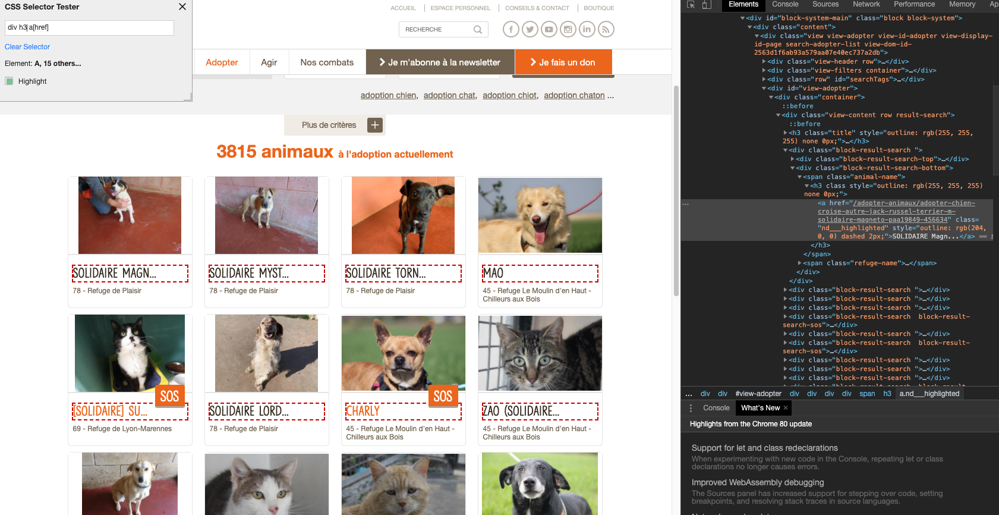 CSS Selector Tester
div h3 a[href]
Clear Selector
Element: A, 15 others...
Highlight
ACCUEIL
ESPACE PERSONNEL
CONSEILS & CONTACT
BOUTIQUE
RECHERCHE
Adopter
Agir
Nos combats
Je m'abonne à la newsletter
Je fais un don
adoption chien, adoption chat, adoption chiot, adoption chaton ...
Plus de critères
3815 animaux à l'adoption actuellement
SOLIDAIRE MAGN...
78 - Refuge de Plaisir
SOLIDAIRE MYST...
78 - Refuge de Plaisir
SOLIDAIRE TORN...
78 - Refuge de Plaisir
MAO
45 - Refuge Le Moulin d'en Haut -
Chilleurs aux Bois
SOS
[SOLIDAIRE] SU...
69 - Refuge de Lyon-Marennes
SOLIDAIRE LORD...
78 - Refuge de Plaisir
SOS
CHARLY
45 - Refuge Le Moulin d'en Haut -
Chilleurs aux Bois
ZAO (SOLIDAIRE...
45 - Refuge Le Moulin d'en Haut -
Chilleurs aux Bois
Elements
Console
Sources
Network
Performance
Memory
Ap
<div id="block-system-main" class="block block-system">
<div class="content">
<div class="view view-adopter view-id-adopter view-display-
id-page search-adopter-list view-dom-id-
2563d1f6ab93a579aa07e40ec737a2db">
<div class="view-header row">…</div>
<div class="view-filters container">…</div>
<div class="row" id="searchTags">…</div>
<div id="view-adopter">
<div class="container">
::before
<div class="view-content row result-search">
::before
<h3 class="title" style="outline: rgb(255, 255,
255) none 0px;">…</h3>
<div class="block-result-search ">
<div class="block-result-search-top">…</div>
<div class="block-result-search-bottom">
<span class="animal-name">
<h3 class style="outline: rgb(255, 255, 255)
none 0px;">
<a href="/adopter-animaux/adopter-chien-
croise-autre-jack-russel-terrier-m-
solidaire-magneto-paa19849-456634" class=
"nd___highlighted" style="outline: rgb(204,
0, 0) dashed 2px;">SOLIDAIRE Magn...</a> ==
</h3>
</span>
<span class="refuge-name">…</span>
</div>
</div>
<div class="block-result-search ">…</div>
<div class="block-result-search ">…</div>
<div class="block-result-search ">…</div>
<div class="block-result-search  block-result-
search-sos">…</div>
<div class="block-result-search ">…</div>
<div class="block-result-search  block-result-
search-sos">…</div>
<div class="block-result-search ">…</div>
<div class="block-result-search ">…</div>
<div class="block-result-search ">…</div>
... div div #view-adopter div div div div span h3 a.nd___highlighted
Console
What's New ×
Highlights from the Chrome 80 update
Support for let and class redeclarations
When experimenting with new code in the Console, repeating let or class
declarations no longer causes errors.
Improved WebAssembly debugging
The Sources panel has increased support for stepping over code, setting
breakpoints, and resolving stack traces in source languages.